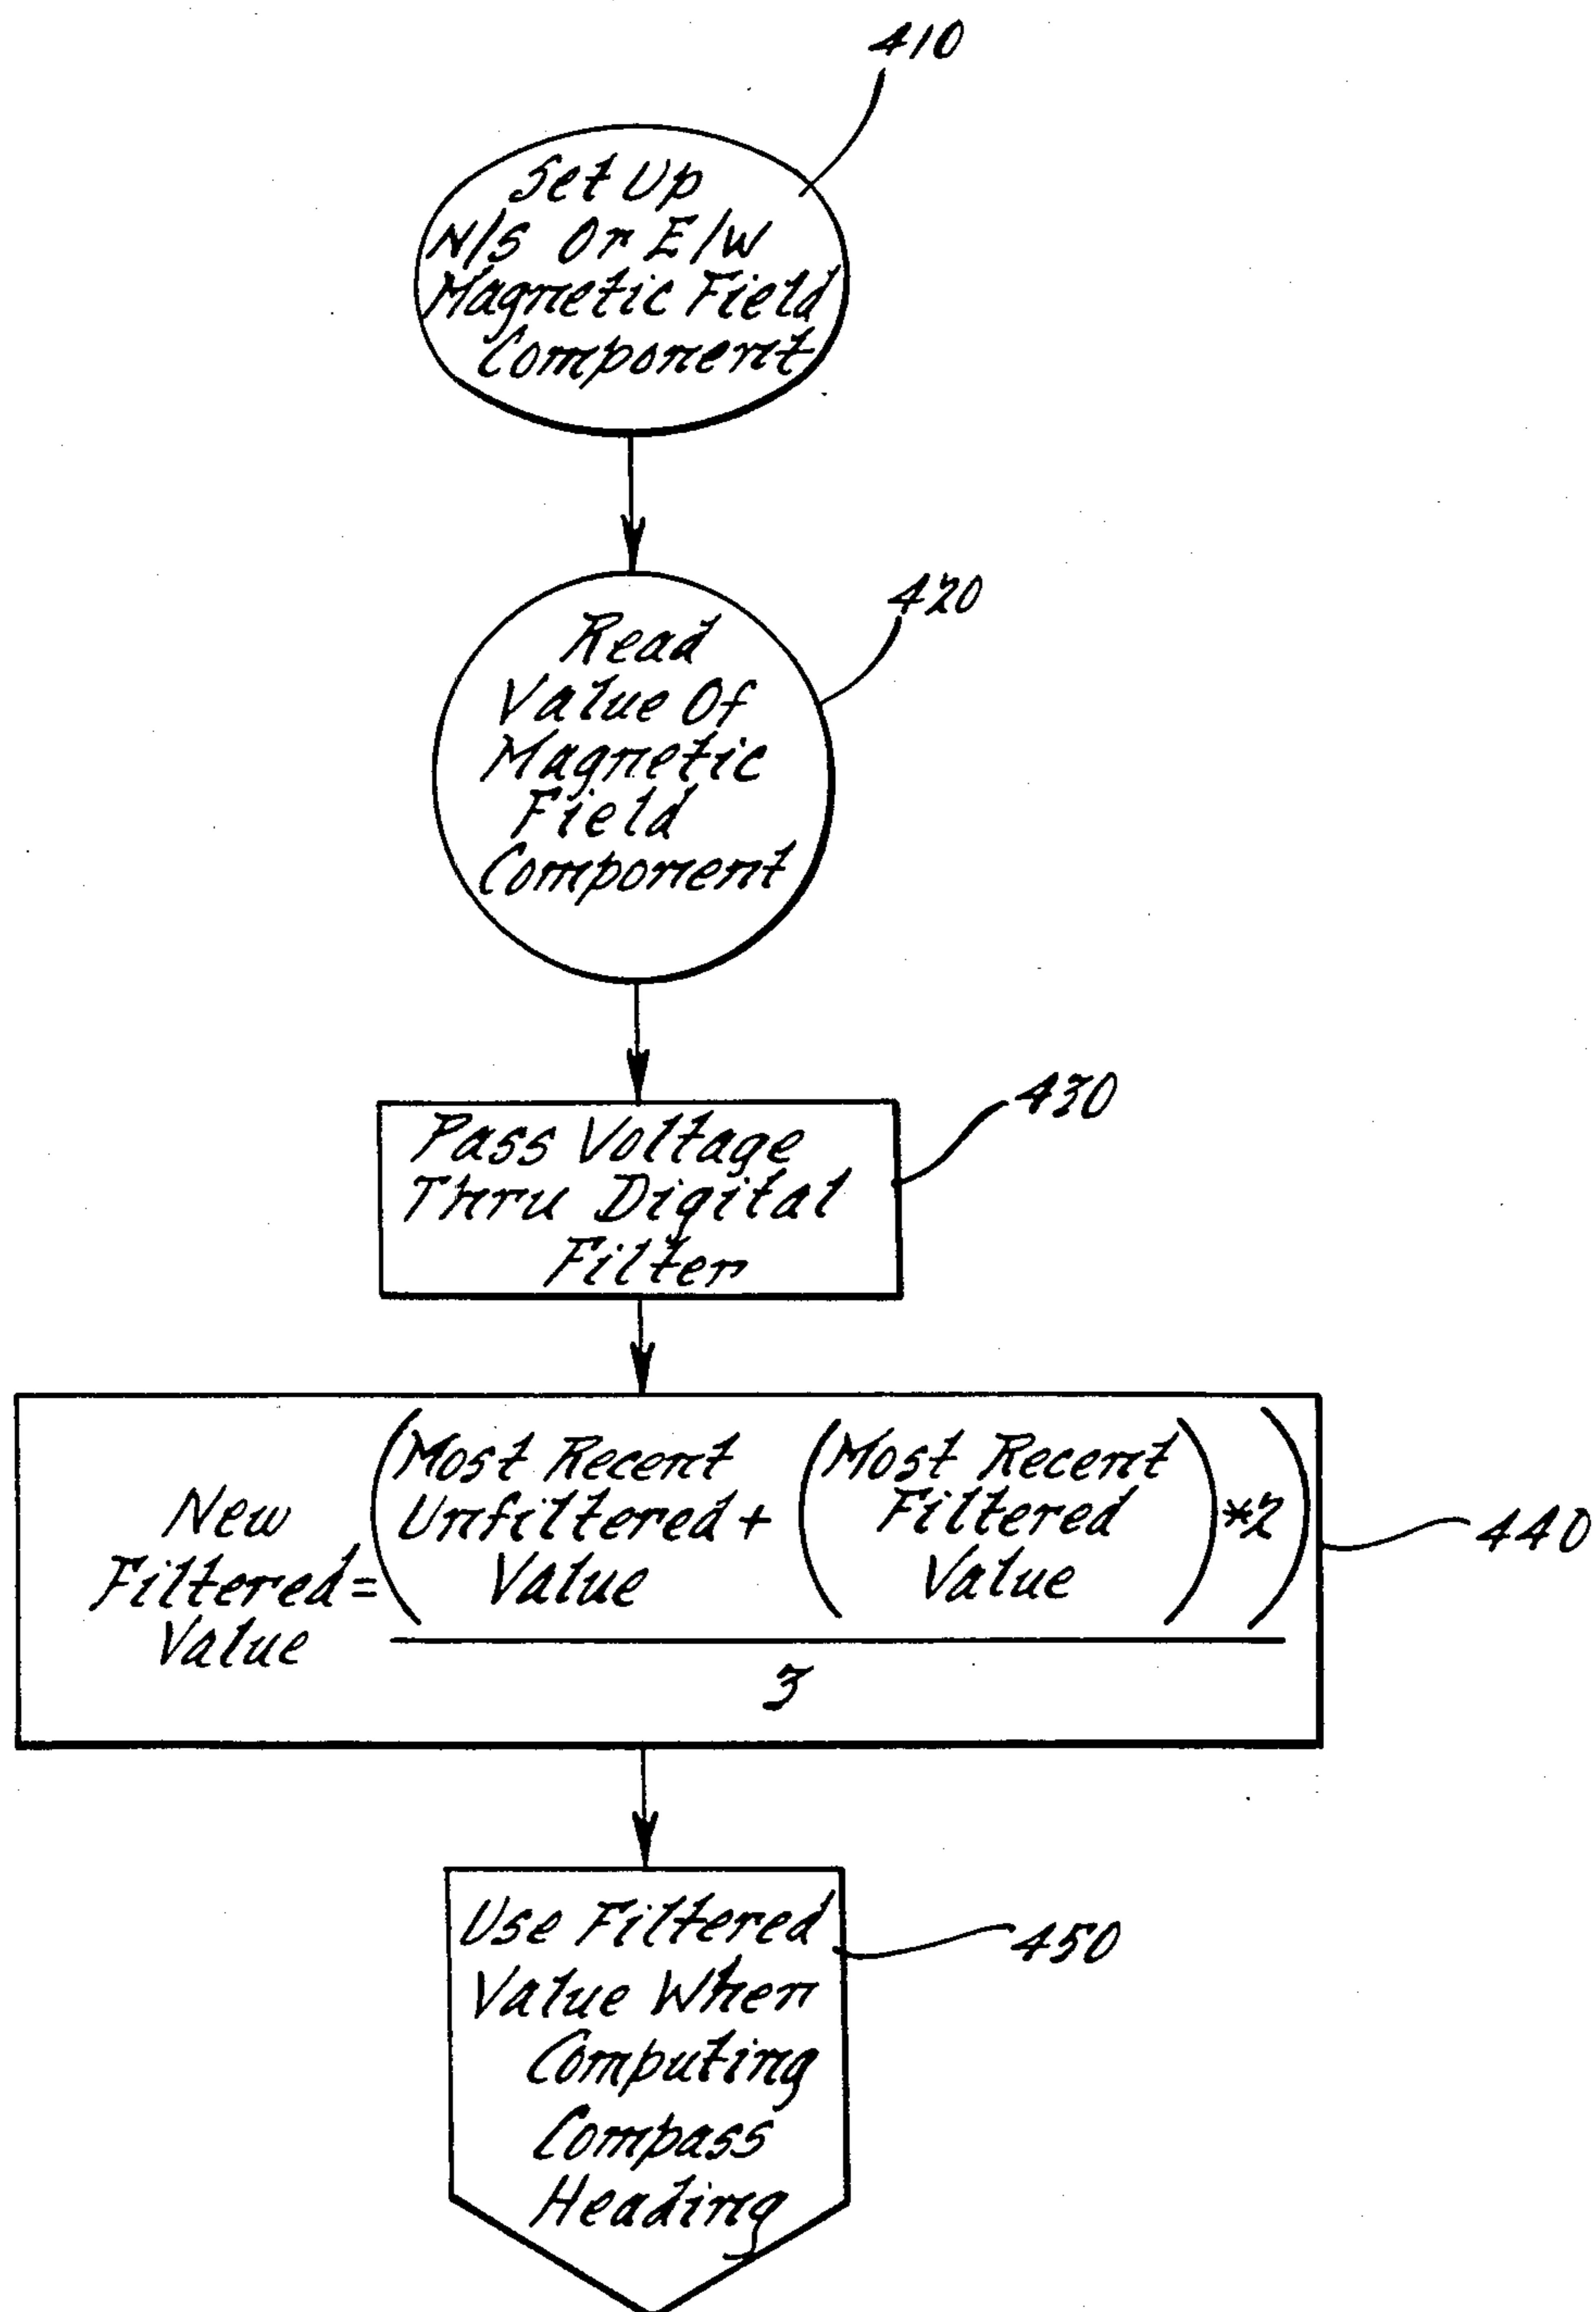 410
Set Up
N/S Or E/W
Magnetic Field
Component
420
Read
Value Of
Magnetic
Field
Component
430
Pass Voltage
Thru Digital
Filter
New
Filtered=
Value
(Most Recent
Unfiltered+
Value
(Most Recent
Filtered
Value
)*2)
3
440
450
Use Filtered
Value When
Computing
Compass
Heading